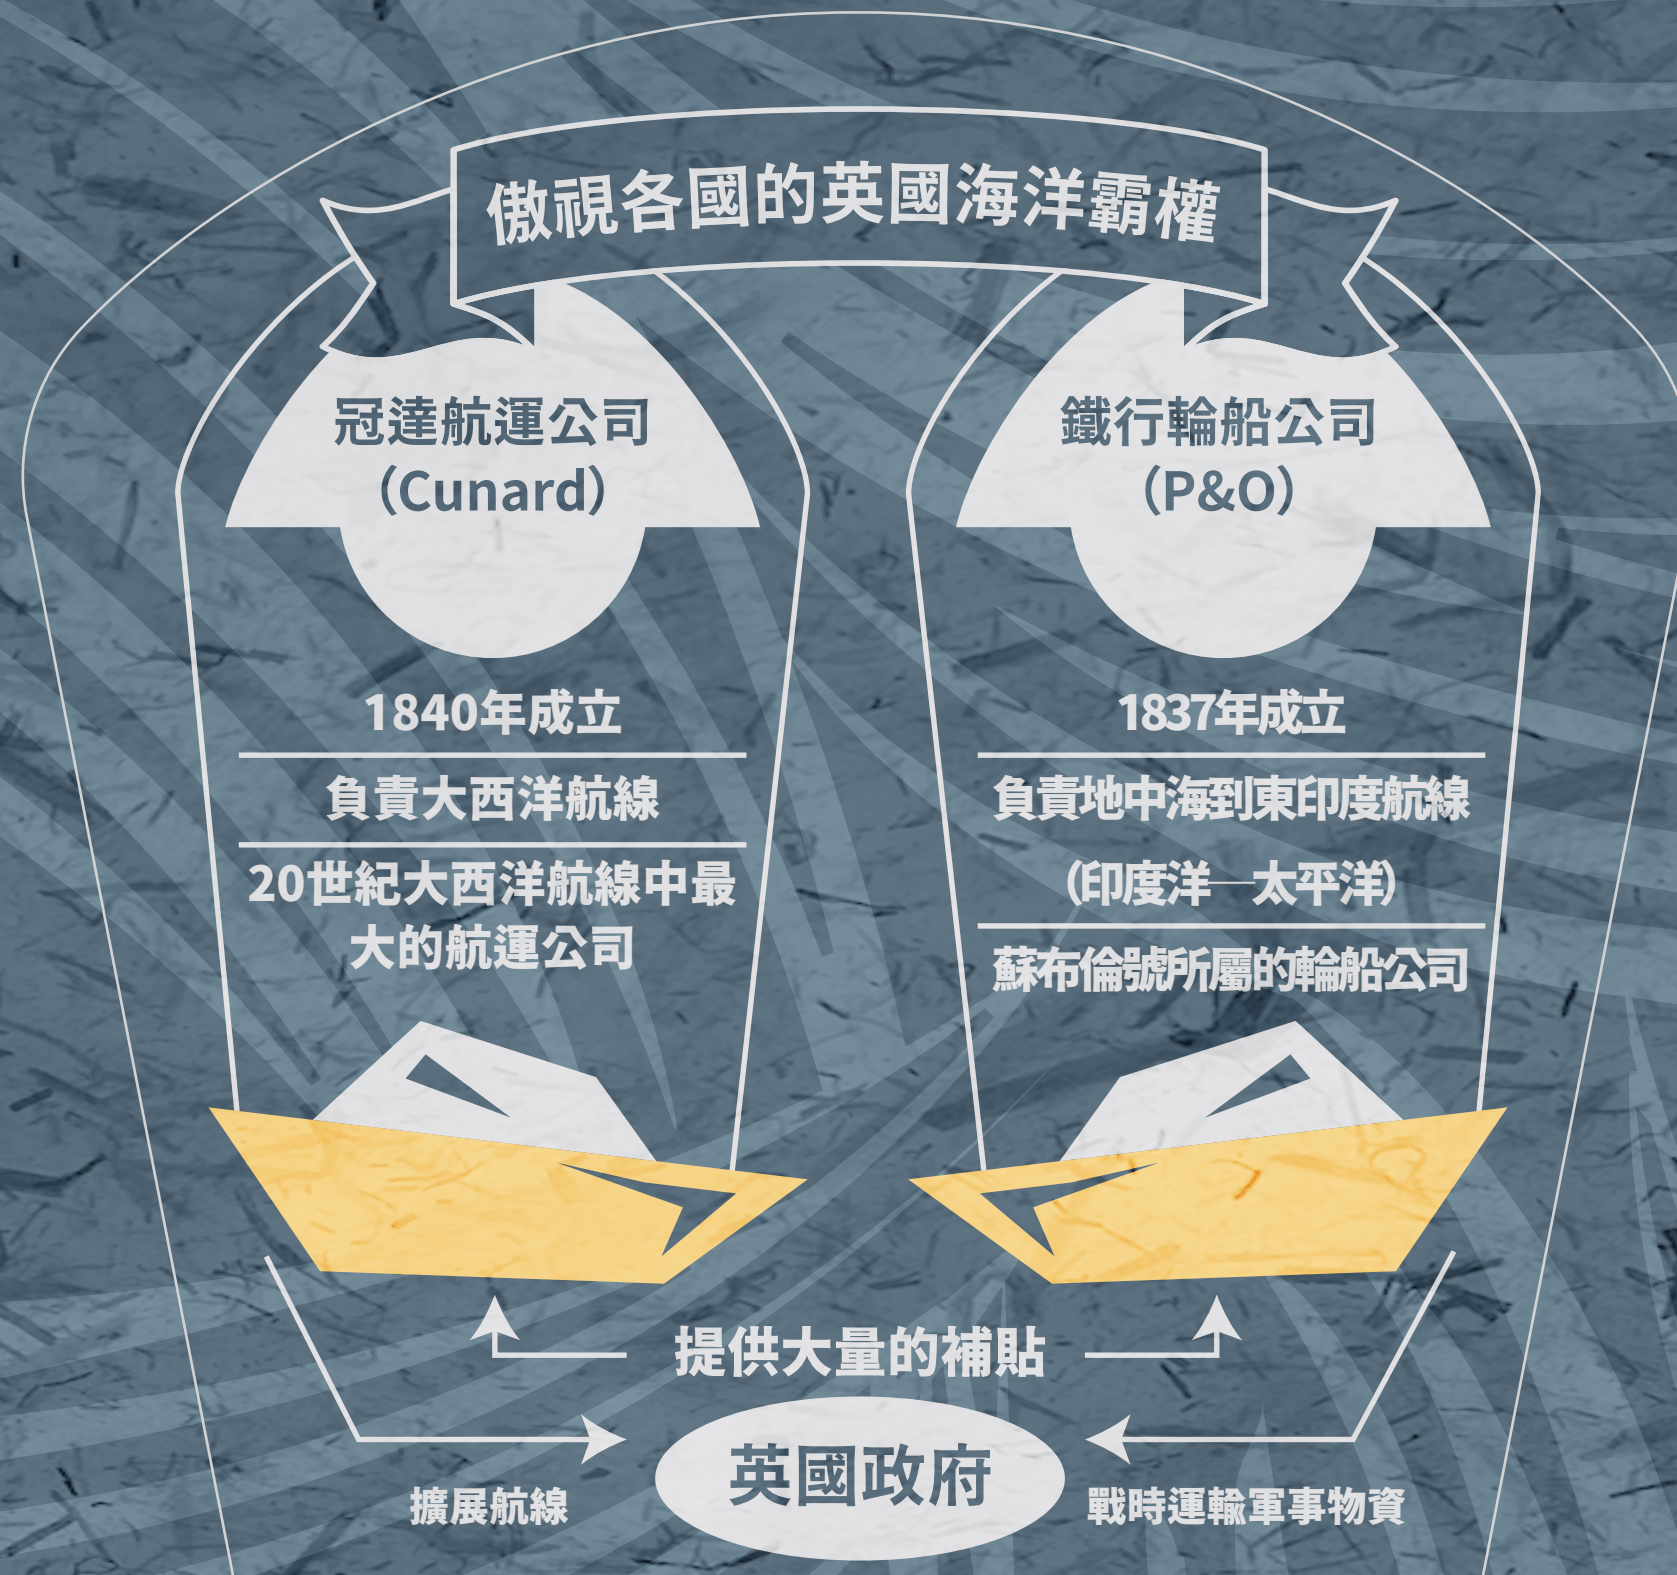 傲視各國的英國海洋霸權
冠達航運公司
（Cunard）
1840年成立
負責大西洋航線
20世紀大西洋航線中最
大的航運公司
鐵行輪船公司
（P&O）
1837年成立
負責地中海到東印度航線
（印度洋—太平洋）
蘇布倫號所屬的輪船公司
提供大量的補貼
英國政府
擴展航線
戰時運輸軍事物資